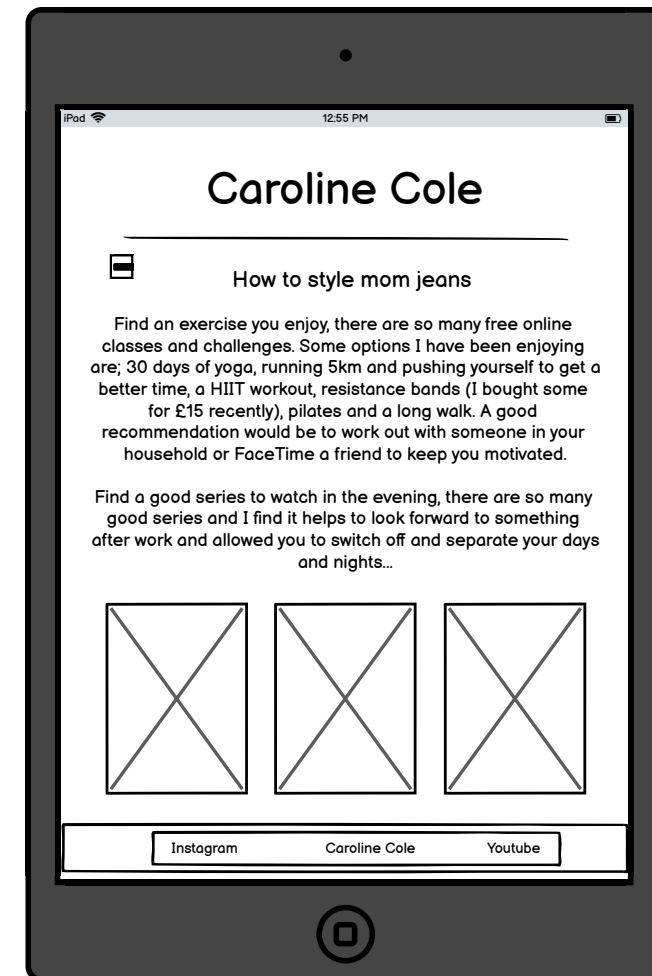 iPad
12:55 PM
Caroline Cole
How to style mom jeans
Find an exercise you enjoy, there are so many free online
classes and challenges. Some options I have been enjoying
are; 30 days of yoga, running 5km and pushing yourself to get a
better time, a HIIT workout, resistance bands (I bought some
for £15 recently), pilates and a long walk. A good
recommendation would be to work out with someone in your
household or FaceTime a friend to keep you motivated.
Find a good series to watch in the evening, there are so many
good series and I find it helps to look forward to something
after work and allowed you to switch off and separate your days
and nights...
Instagram
Caroline Cole
Youtube